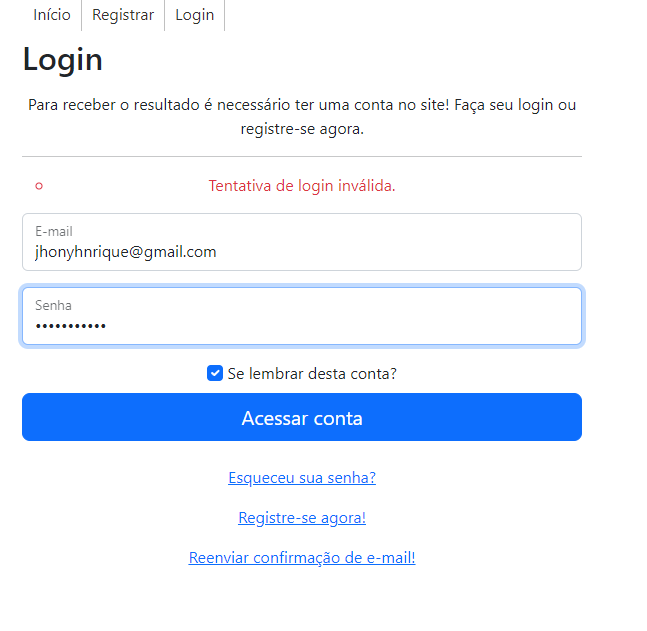 Início Registrar Login
Login
Para receber o resultado é necessário ter uma conta no site! Faça seu login ou
registre-se agora.
Tentativa de login inválida.
E-mail
jhonyhnrique@gmail.com
Senha
•••••••••••
Se lembrar desta conta?
Acessar conta
Esqueceu sua senha?
Registre-se agora!
Reenviar confirmação de e-mail!